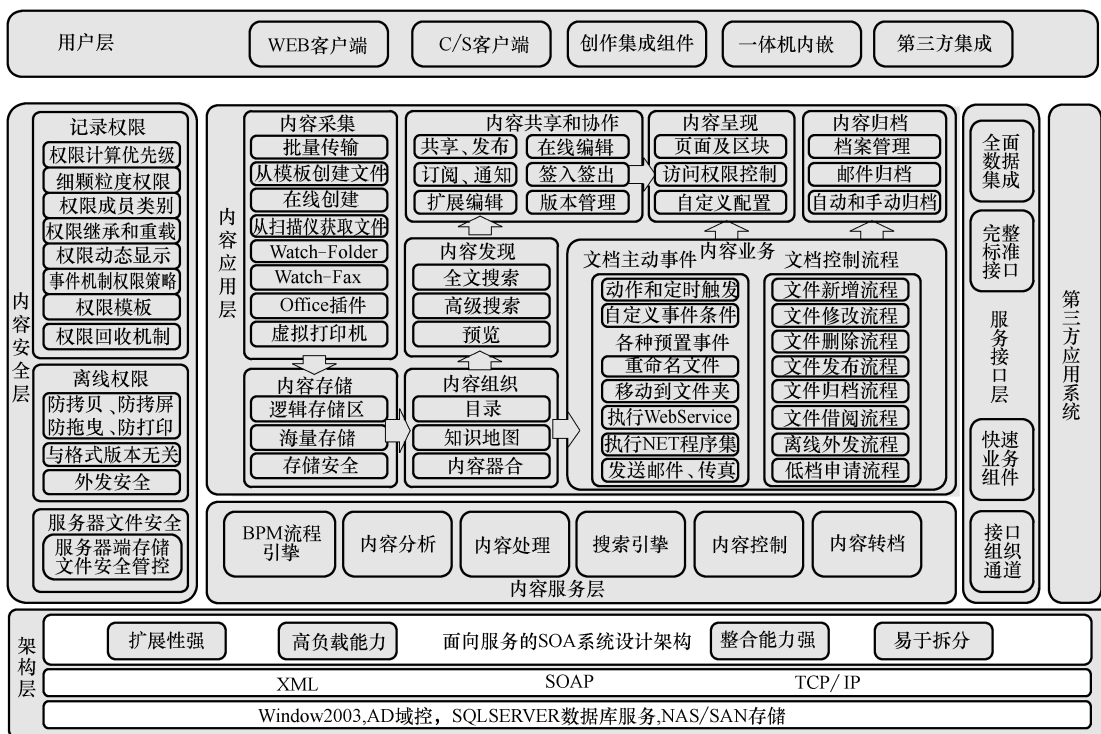 用户层
WEB客户端
C/S客户端
创作集成组件
一体机内嵌
第三方集成
内容安全层
记录权限
权限计算优先级
细颗粒度权限
权限成员类别
权限继承和重载
权限动态显示
事件机制权限策略
权限模板
权限回收机制
离线权限
防拷贝、防拷屏
防拖曳、防打印
与格式版本无关
外发安全
服务器文件安全
服务器端存储
文件安全管控
内容应用层
内容采集
批量传输
从模板创建文件
在线创建
从扫描仪获取文件
Watch-Folder
Watch-Fax
Office插件
虚拟打印机
内容存储
逻辑存储区
海量存储
存储安全
内容共享和协作
共享、发布
在线编辑
订阅、通知
签入签出
扩展编辑
版本管理
内容发现
全文搜索
高级搜索
预览
内容组织
目录
知识地图
内容器合
内容呈现
页面及区块
访问权限控制
自定义配置
内容归档
档案管理
邮件归档
自动和手动归档
内容业务
文档主动事件
动作和定时触发
自定义事件条件
各种预置事件
重命名文件
移动到文件夹
执行WebService
执行NET程序集
发送邮件、传真
文档控制流程
文件新增流程
文件修改流程
文件删除流程
文件发布流程
文件归档流程
文件借阅流程
离线外发流程
低档申请流程
BPM流程
引挚
内容分析
内容处理
搜索引挚
内容控制
内容转档
内容服务层
全面
数据
集成
完整
标准
接口
服务接口层
快速
业务
组件
接口
组织
通道
第三方应用系统
架构层
扩展性强
高负载能力
面向服务的SOA系统设计架构
整合能力强
易于拆分
XML
SOAP
TCP/IP
Window2003,AD域控，SQLSERVER数据库服务,NAS/SAN存储